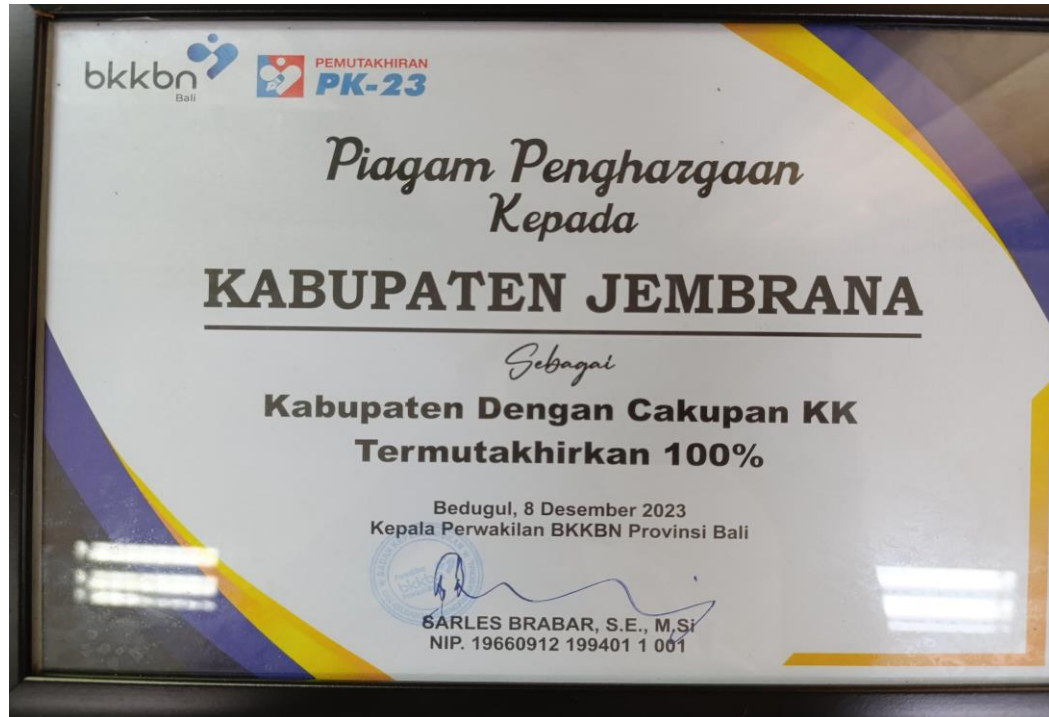 bkkbn
Bali
PEMUTAKHIRAN
PK-23
Piagam Penghargaan
Kepada
KABUPATEN JEMBRANA
Sebagai
Kabupaten Dengan Cakupan KK
Termutakhirkan 100%
Bedugul, 8 Desember 2023
Kepala Perwakilan BKKBN Provinsi Bali
SARLES BRABAR, S.E., M.Si
NIP. 19660912 199401 1 001